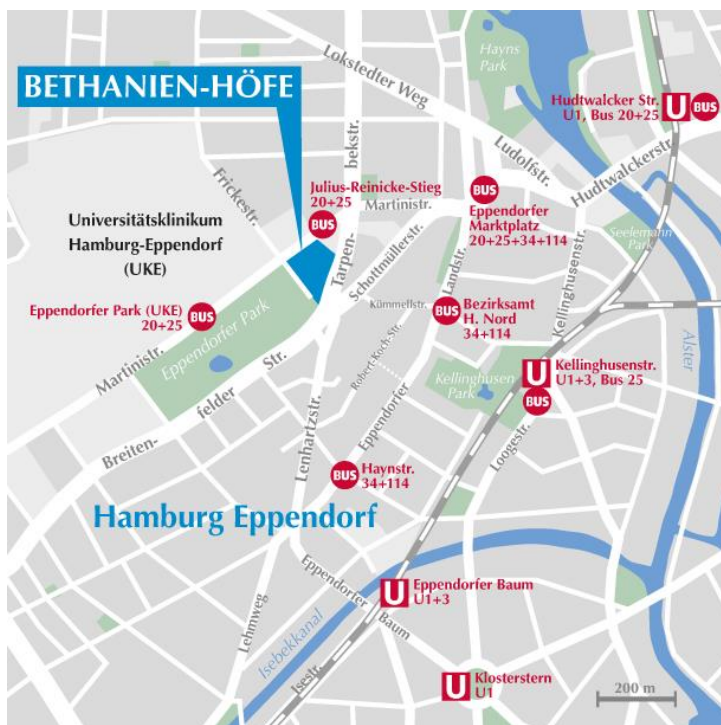 Hayns
Park
Lokstedter Weg
BETHANIEN-HÖFE
Hudtwalcker Str.
U1, Bus 20+25
U
BUS
Ludolfstr.
Hudtwalckerstr.
bekstr.
Tarpen-
Frickestr.
Julius-Reinicke-Stieg
20+25
BUS
Martinistr.
BUS
Eppendorfer
Marktplatz
20+25+34+114
Universitätsklinikum
Hamburg-Eppendorf
(UKE)
Schottmüllerstr.
Landstr.
Eppendorfer
Kellinghusenstr.
Seelemann
Park
Eppendorfer Park (UKE)
20+25
BUS
Eppendorfer Park
Kümmellstr.
BUS
Bezirksamt
H. Nord
34+114
Martinistr.
Breiten-
felder
Str.
Robert-Koch-Str.
Kellinghusen
Park
U
Kellinghusenstr.
U1+3, Bus 25
BUS
Alster
Lenhartzstr.
Loogestr.
BUS
Haynstr.
34+114
Hamburg Eppendorf
Eppendorfer
Baum
U
Eppendorfer Baum
U1+3
Lehmweg
Isebekkanal
Isestr.
U
Klosterstern
U1
200 m